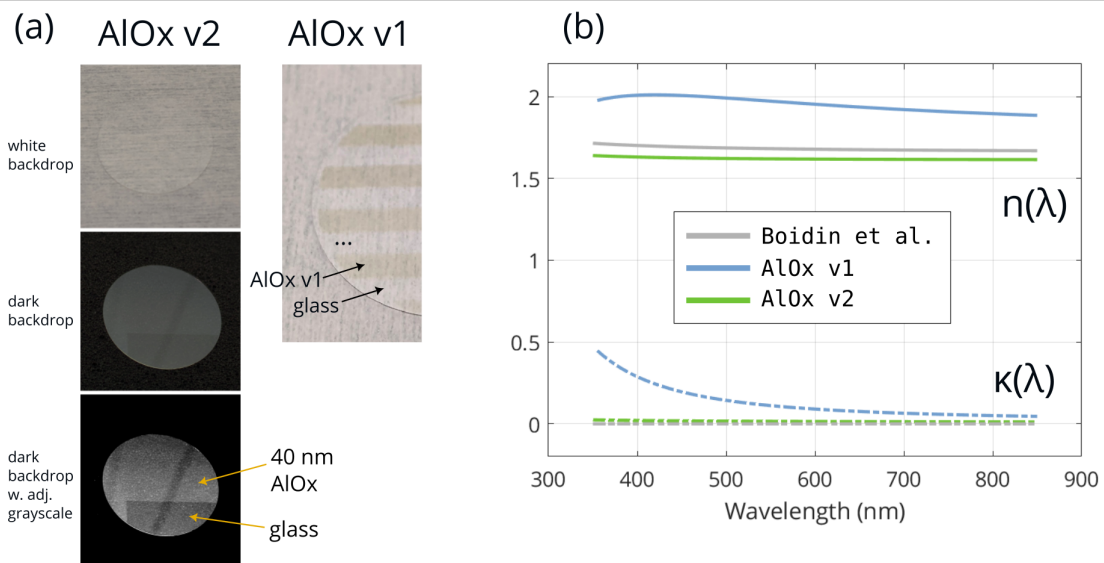 (a)
AlOx v2
AlOx v1
white
backdrop
dark
backdrop
dark
backdrop
w. adj.
grayscale
...
AlOx v1
glass
40 nm
AlOx
glass
(b)
2
1.5
1
0.5
0
300
400
500
600
700
800
900
Wavelength (nm)
n(λ)
Boidin et al.
AlOx v1
AlOx v2
κ(λ)